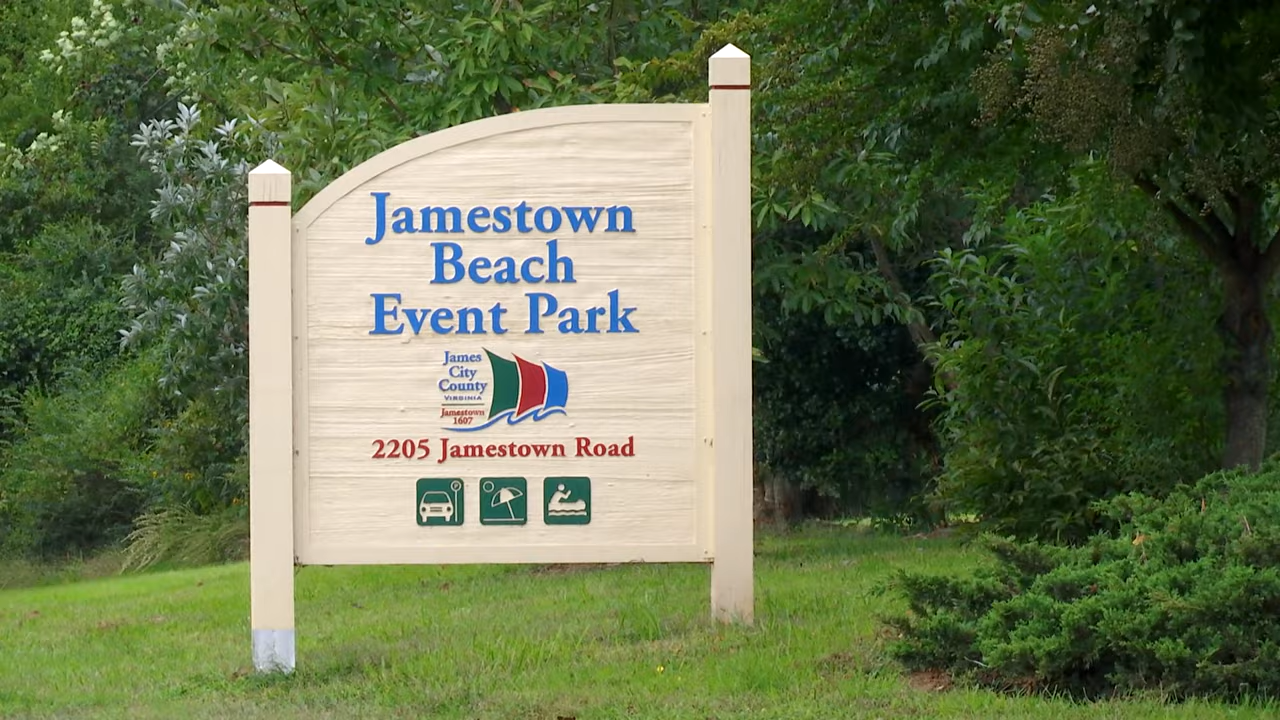 Jamestown
Beach
Event Park
James
City
County
VIRGINIA
Jamestown
1607
2205 Jamestown Road
P